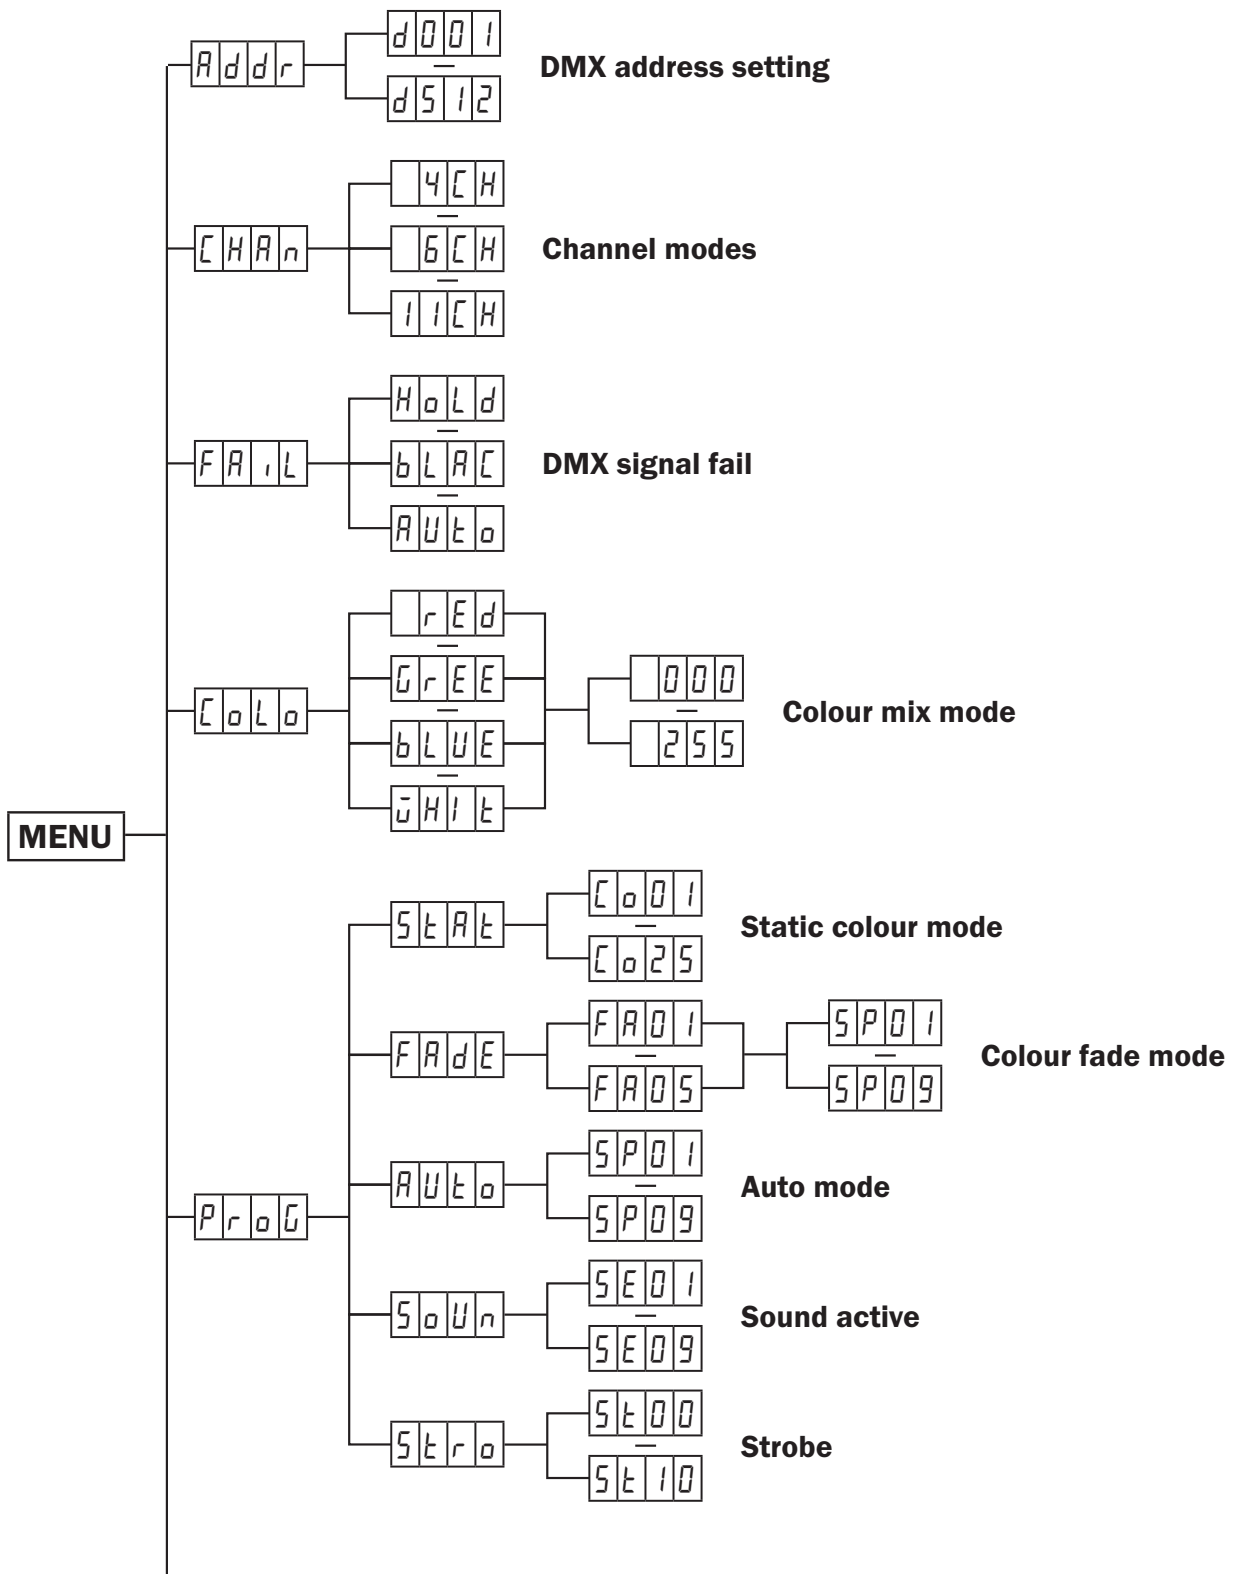 Addr
d001
d512
DMX address setting
CHAn
4CH
6CH
11CH
Channel modes
FAiL
HoLd
bLAC
AUto
DMX signal fail
CoLo
rEd
GrEE
bLUE
wHIt
000
255
Colour mix mode
MENU
ProG
StAt
Co01
Co25
Static colour mode
FAdE
FA01
FA05
SP01
SP09
Colour fade mode
AUto
SP01
SP09
Auto mode
SoUn
SE01
SE09
Sound active
Stro
St00
St10
Strobe